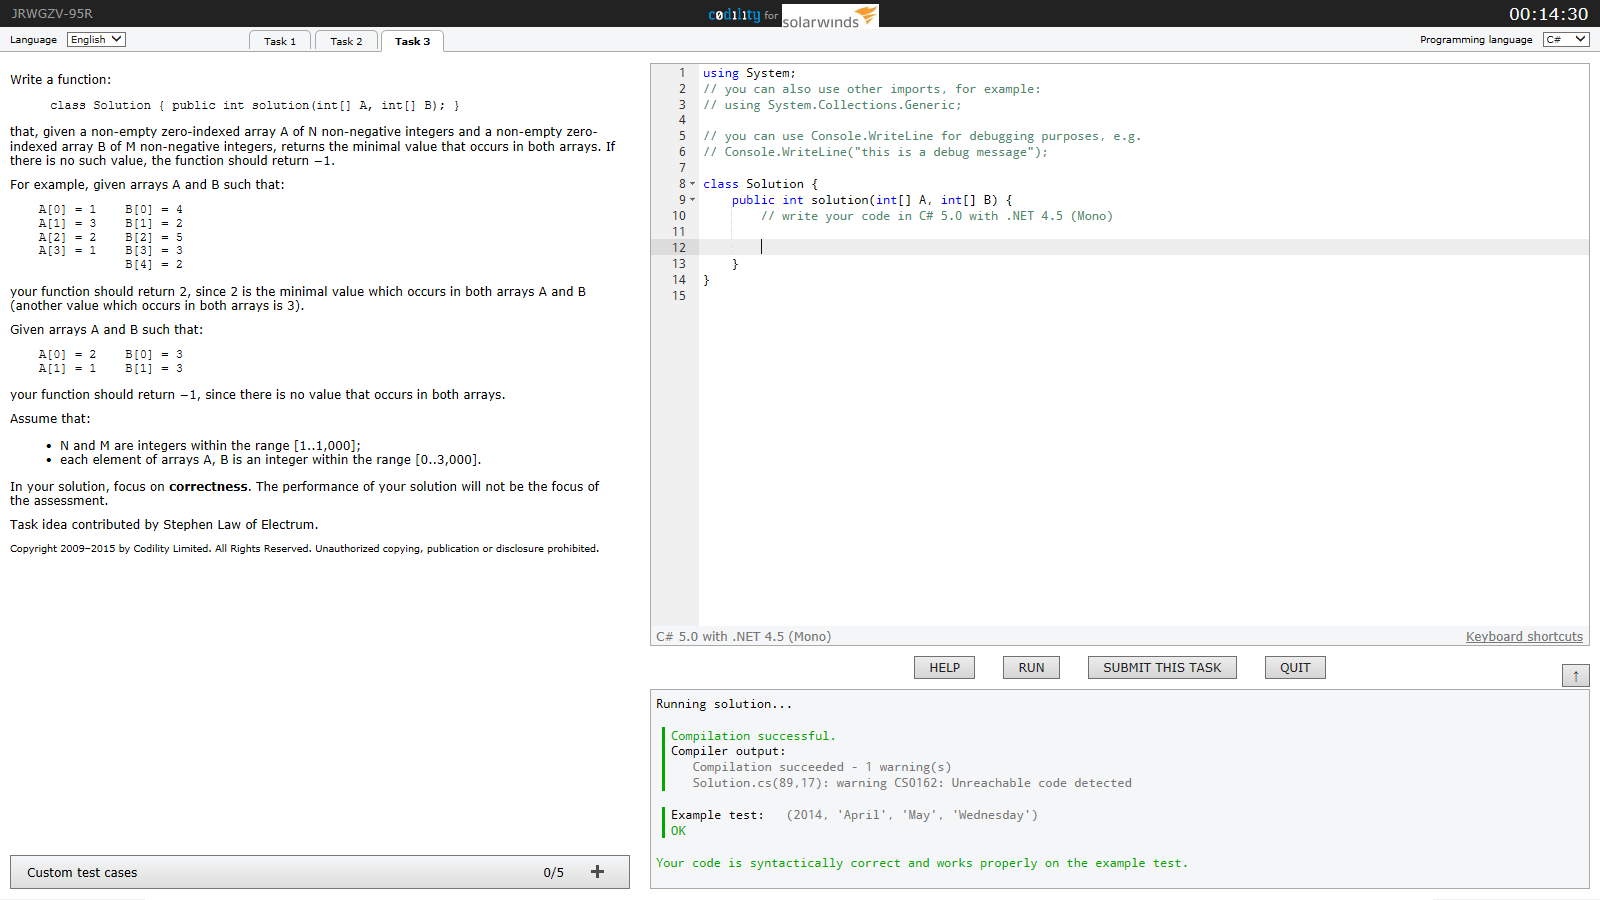 JRWGZV-95R
codility for solarwinds
00:14:30
Language English
Task 1 Task 2 Task 3
Programming language C#
Write a function:
class Solution { public int solution(int[] A, int[] B); }
that, given a non-empty zero-indexed array A of N non-negative integers and a non-empty zero-
indexed array B of M non-negative integers, returns the minimal value that occurs in both arrays. If
there is no such value, the function should return −1.
For example, given arrays A and B such that:
A[0] = 1 B[0] = 4
A[1] = 3 B[1] = 2
A[2] = 2 B[2] = 5
A[3] = 1 B[3] = 3
B[4] = 2
your function should return 2, since 2 is the minimal value which occurs in both arrays A and B
(another value which occurs in both arrays is 3).
Given arrays A and B such that:
A[0] = 2 B[0] = 3
A[1] = 1 B[1] = 3
your function should return −1, since there is no value that occurs in both arrays.
Assume that:
• N and M are integers within the range [1..1,000];
• each element of arrays A, B is an integer within the range [0..3,000].
In your solution, focus on correctness. The performance of your solution will not be the focus of
the assessment.
Task idea contributed by Stephen Law of Electrum.
Copyright 2009–2015 by Codility Limited. All Rights Reserved. Unauthorized copying, publication or disclosure prohibited.
Custom test cases 0/5 +
1 using System;
2 // you can also use other imports, for example:
3 // using System.Collections.Generic;
4
5 // you can use Console.WriteLine for debugging purposes, e.g.
6 // Console.WriteLine("this is a debug message");
7
8 class Solution {
9 public int solution(int[] A, int[] B) {
10 // write your code in C# 5.0 with .NET 4.5 (Mono)
11
12
13 }
14 }
15
C# 5.0 with .NET 4.5 (Mono)
Keyboard shortcuts
HELP RUN SUBMIT THIS TASK QUIT
↑
Running solution...
Compilation successful.
Compiler output:
Compilation succeeded - 1 warning(s)
Solution.cs(89,17): warning CS0162: Unreachable code detected
Example test: (2014, 'April', 'May', 'Wednesday')
OK
Your code is syntactically correct and works properly on the example test.